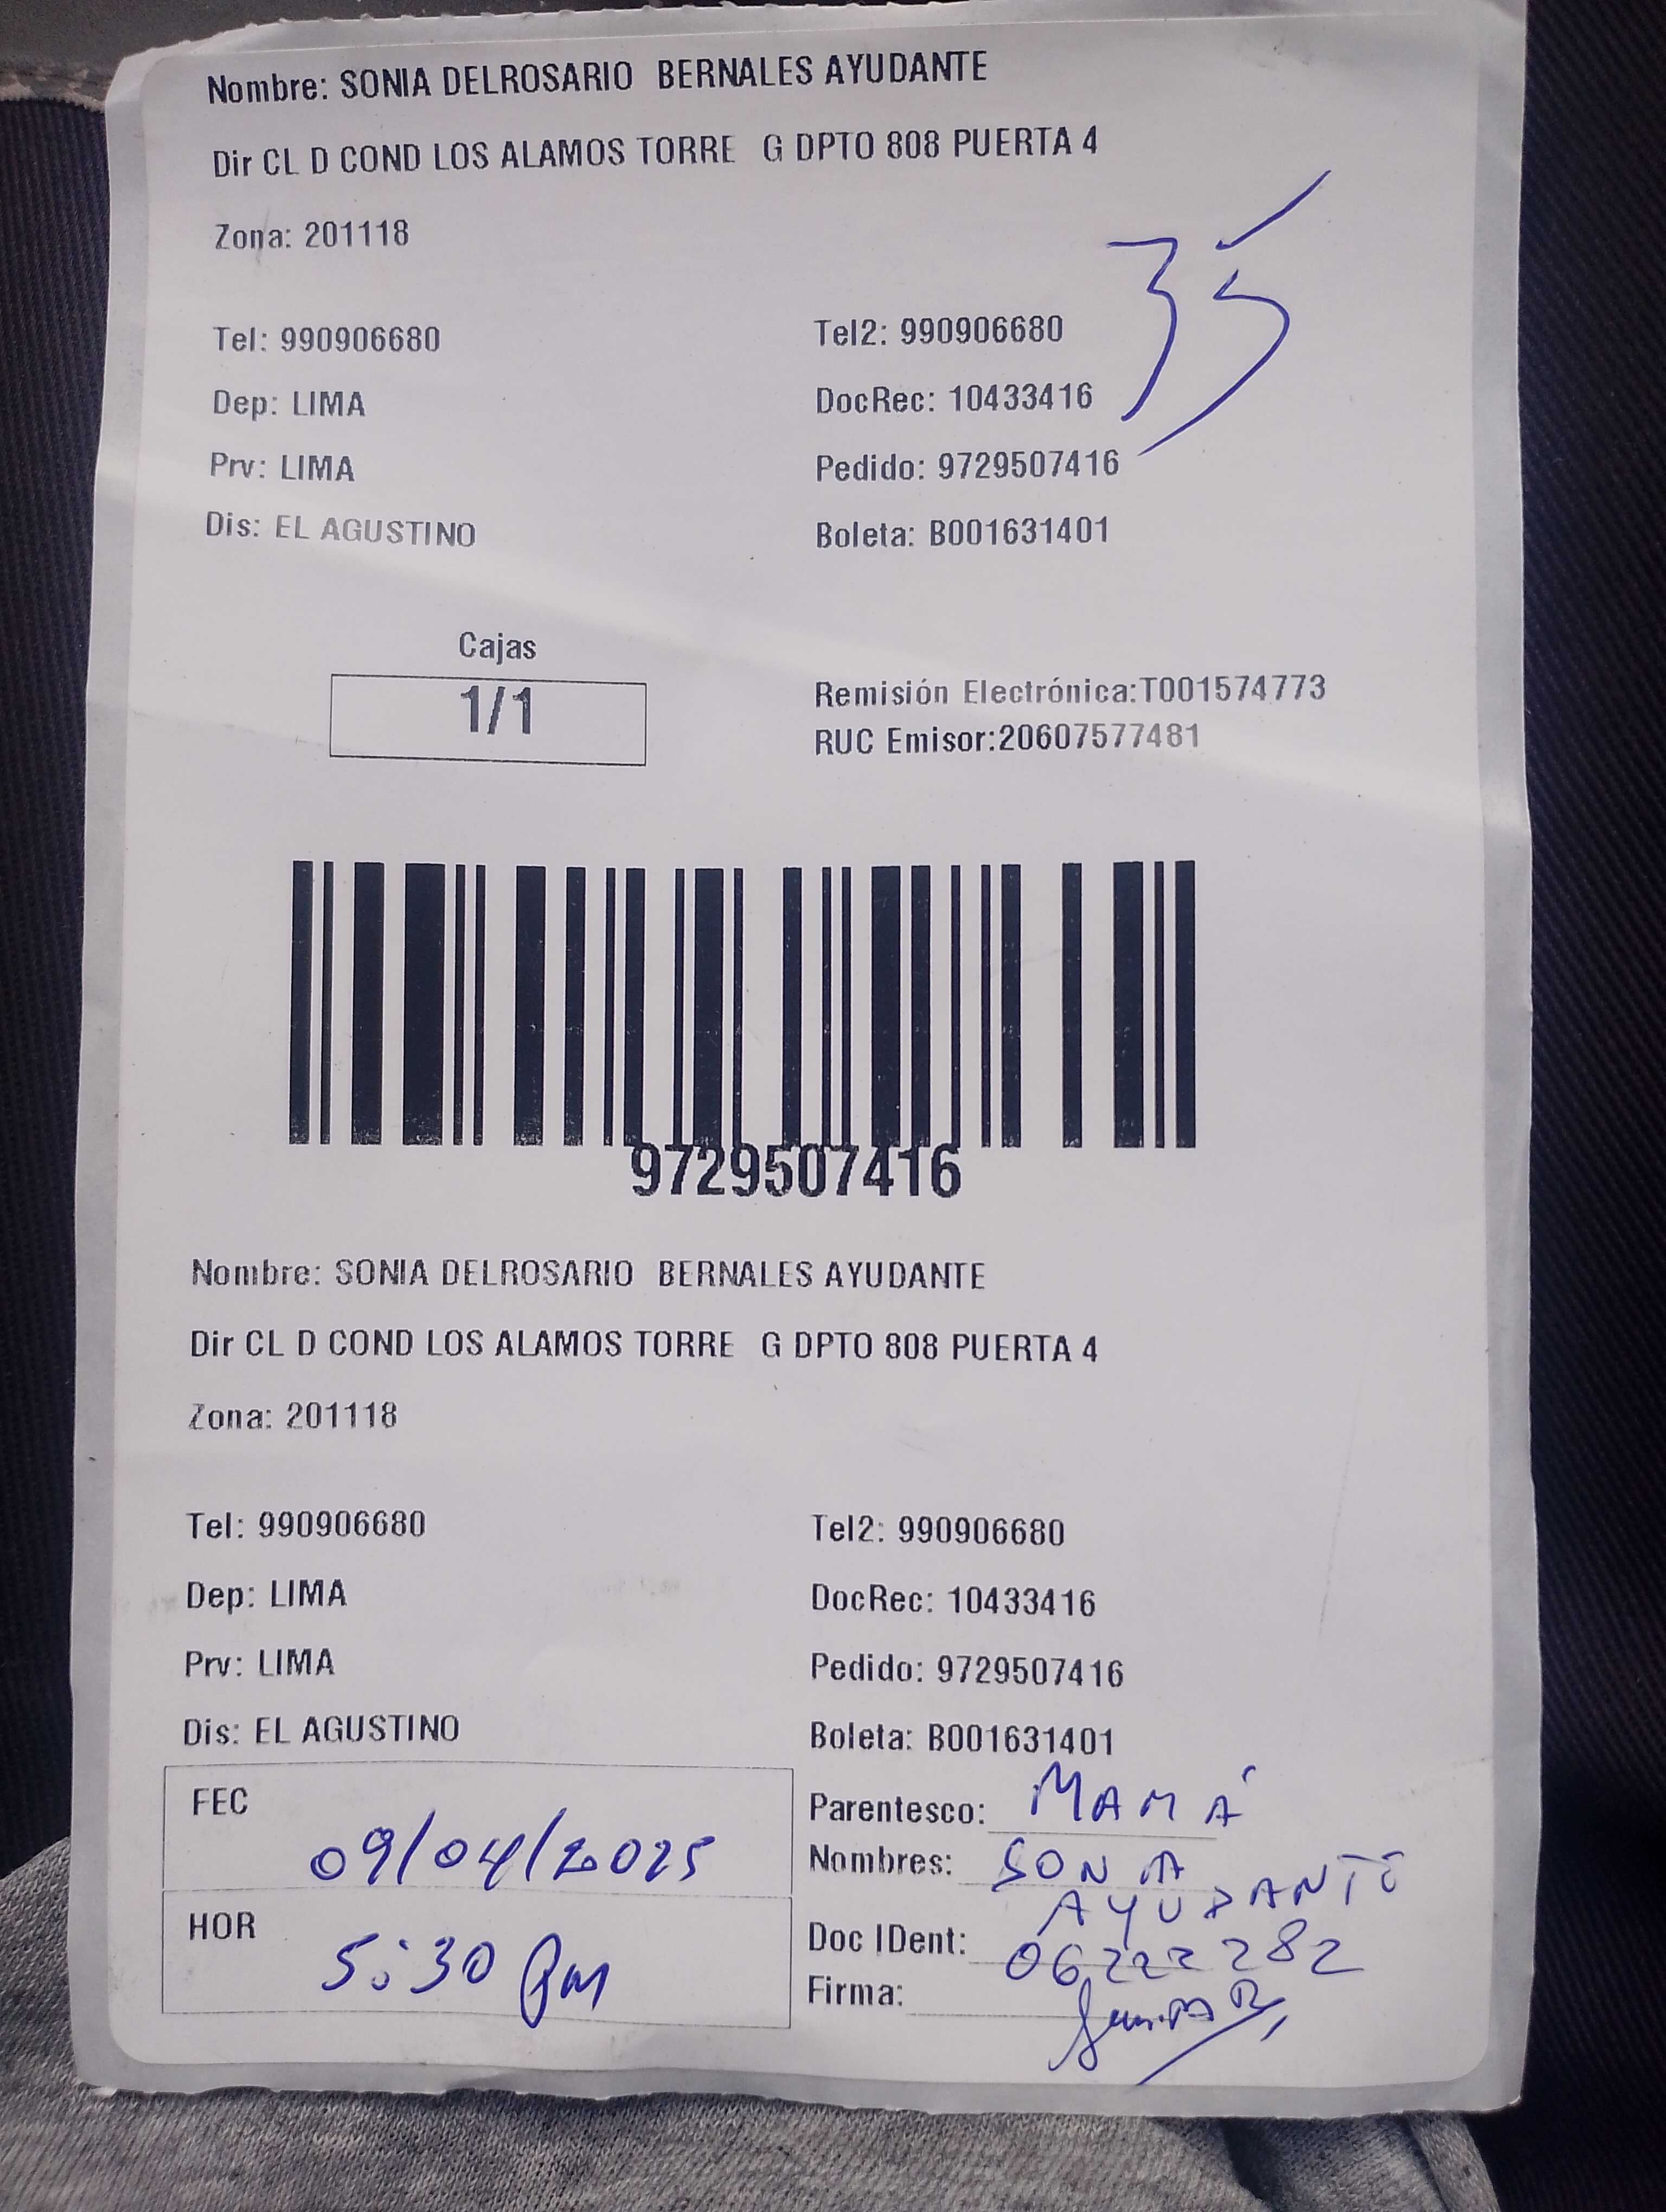 Nombre: SONIA DELROSARIO BERNALES AYUDANTE
Dir CL D COND LOS ALAMOS TORRE G DPTO 808 PUERTA 4
Zona: 201118
35
Tel: 990906680 Tel2: 990906680
Dep: LIMA DocRec: 10433416
Prv: LIMA Pedido: 9729507416
Dis: EL AGUSTINO Boleta: B001631401
Cajas
1/1
Remisión Electrónica:T001574773
RUC Emisor:20607577481
9729507416
Nombre: SONIA DELROSARIO BERNALES AYUDANTE
Dir CL D COND LOS ALAMOS TORRE G DPTO 808 PUERTA 4
Zona: 201118
Tel: 990906680 Tel2: 990906680
Dep: LIMA DocRec: 10433416
Prv: LIMA Pedido: 9729507416
Dis: EL AGUSTINO Boleta: B001631401
FEC 09/04/2025
HOR 5:30 Pm
Parentesco: MAMÁ
Nombres: SONIA
AYUDANTE
Doc IDent: 06222282
Firma: